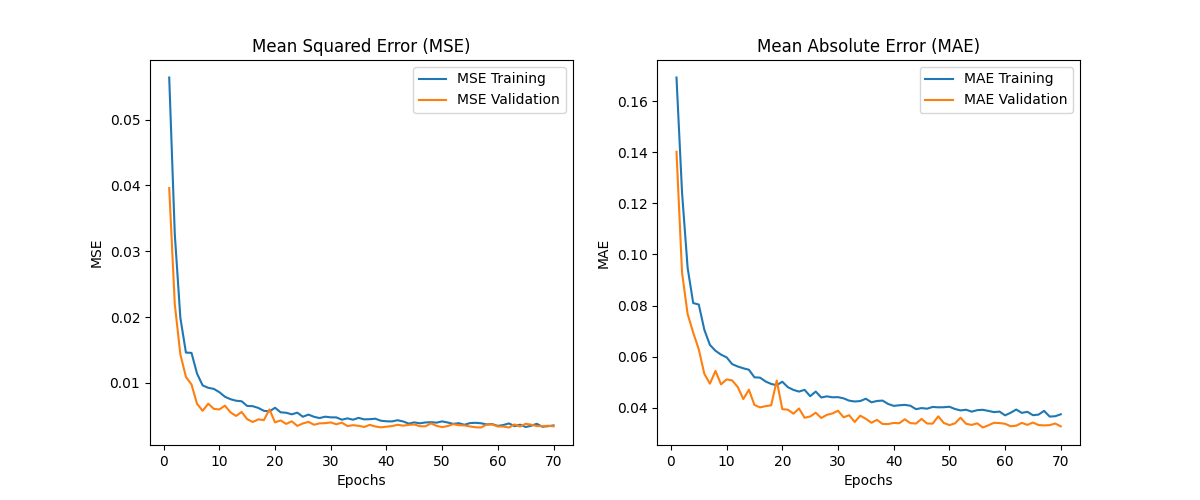 Mean Squared Error (MSE)
MSE Training
MSE Validation
0.05
0.04
0.03
0.02
0.01
MSE
0 10 20 30 40 50 60 70
Epochs
Mean Absolute Error (MAE)
MAE Training
MAE Validation
0.16
0.14
0.12
0.10
0.08
0.06
0.04
MAE
0 10 20 30 40 50 60 70
Epochs